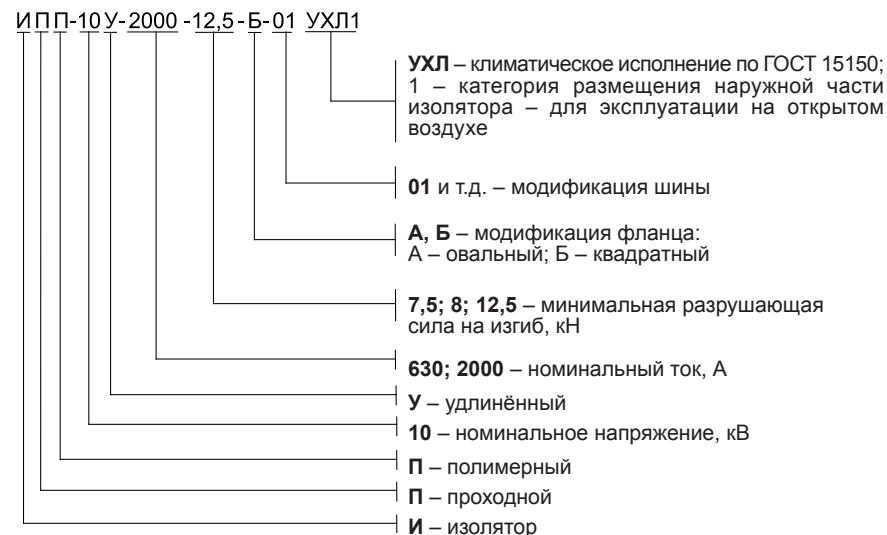 ИПП-10У-2000-12,5-Б-01 УХЛ1
УХЛ – климатическое исполнение по ГОСТ 15150;
1 – категория размещения наружной части
изолятора – для эксплуатации на открытом
воздухе
01 и т.д. – модификация шины
А, Б – модификация фланца:
А – овальный; Б – квадратный
7,5; 8; 12,5 – минимальная разрушающая
сила на изгиб, кН
630; 2000 – номинальный ток, А
У – удлинённый
10 – номинальное напряжение, кВ
П – полимерный
П – проходной
И – изолятор